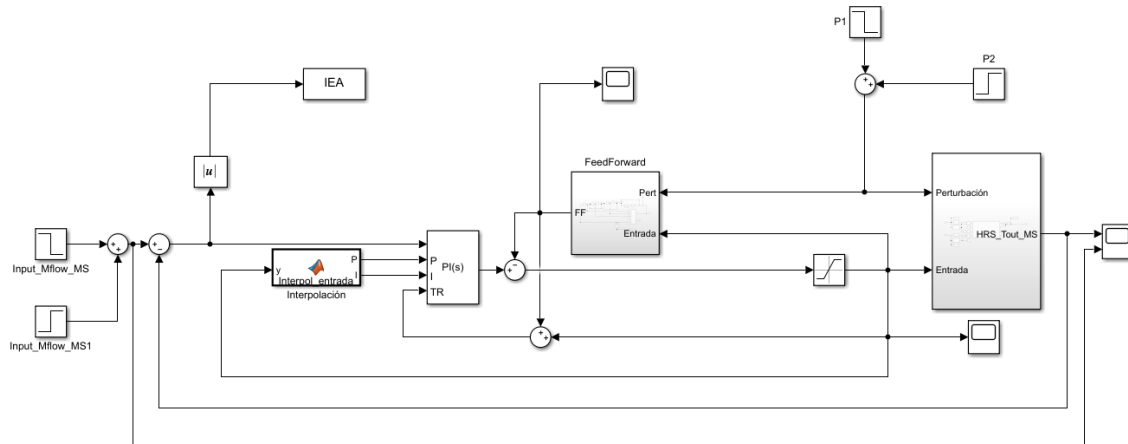 P1
P2
IEA
|u|
FeedForward
Pert
FF
Entrada
Perturbación
HRS_Tout_MS
Entrada
Input_Mflow_MS
y
P
I
Interpol_entrada
Interpolación
P
I
TR
PI(s)
Input_Mflow_MS1